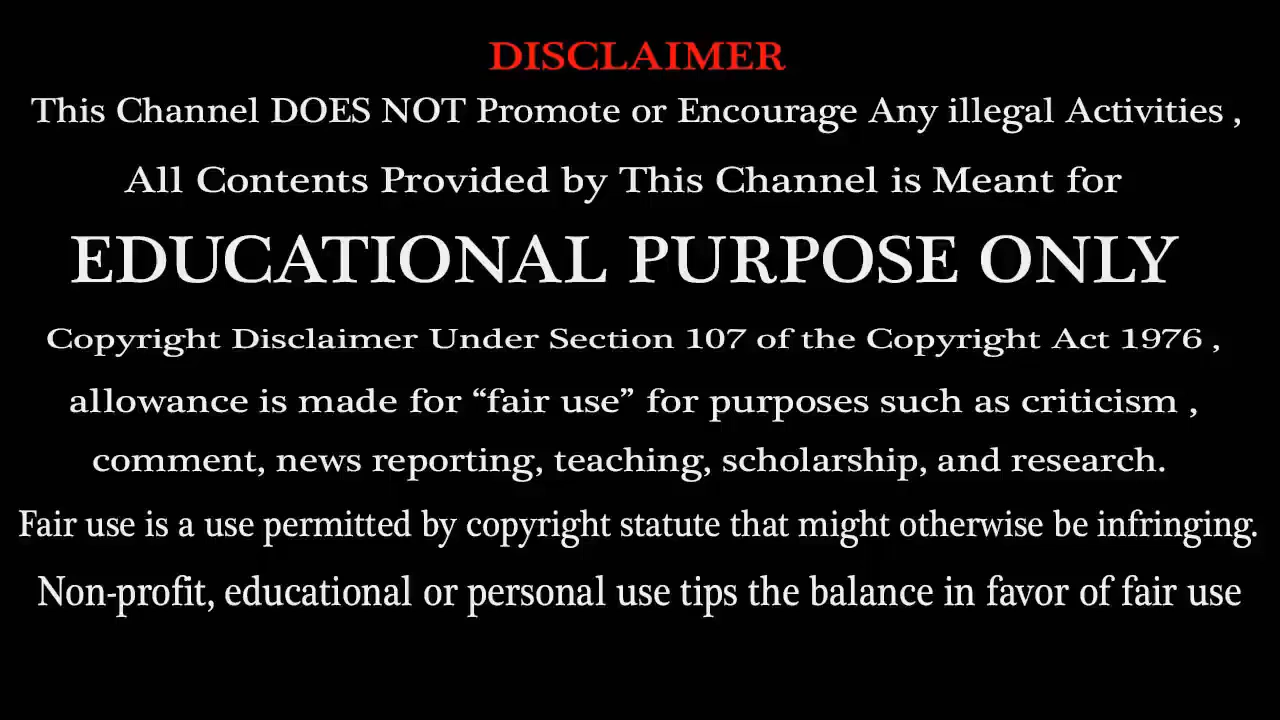 DISCLAIMER
This Channel DOES NOT Promote or Encourage Any illegal Activities ,
All Contents Provided by This Channel is Meant for
EDUCATIONAL PURPOSE ONLY
Copyright Disclaimer Under Section 107 of the Copyright Act 1976 ,
allowance is made for “fair use” for purposes such as criticism ,
comment, news reporting, teaching, scholarship, and research.
Fair use is a use permitted by copyright statute that might otherwise be infringing.
Non-profit, educational or personal use tips the balance in favor of fair use